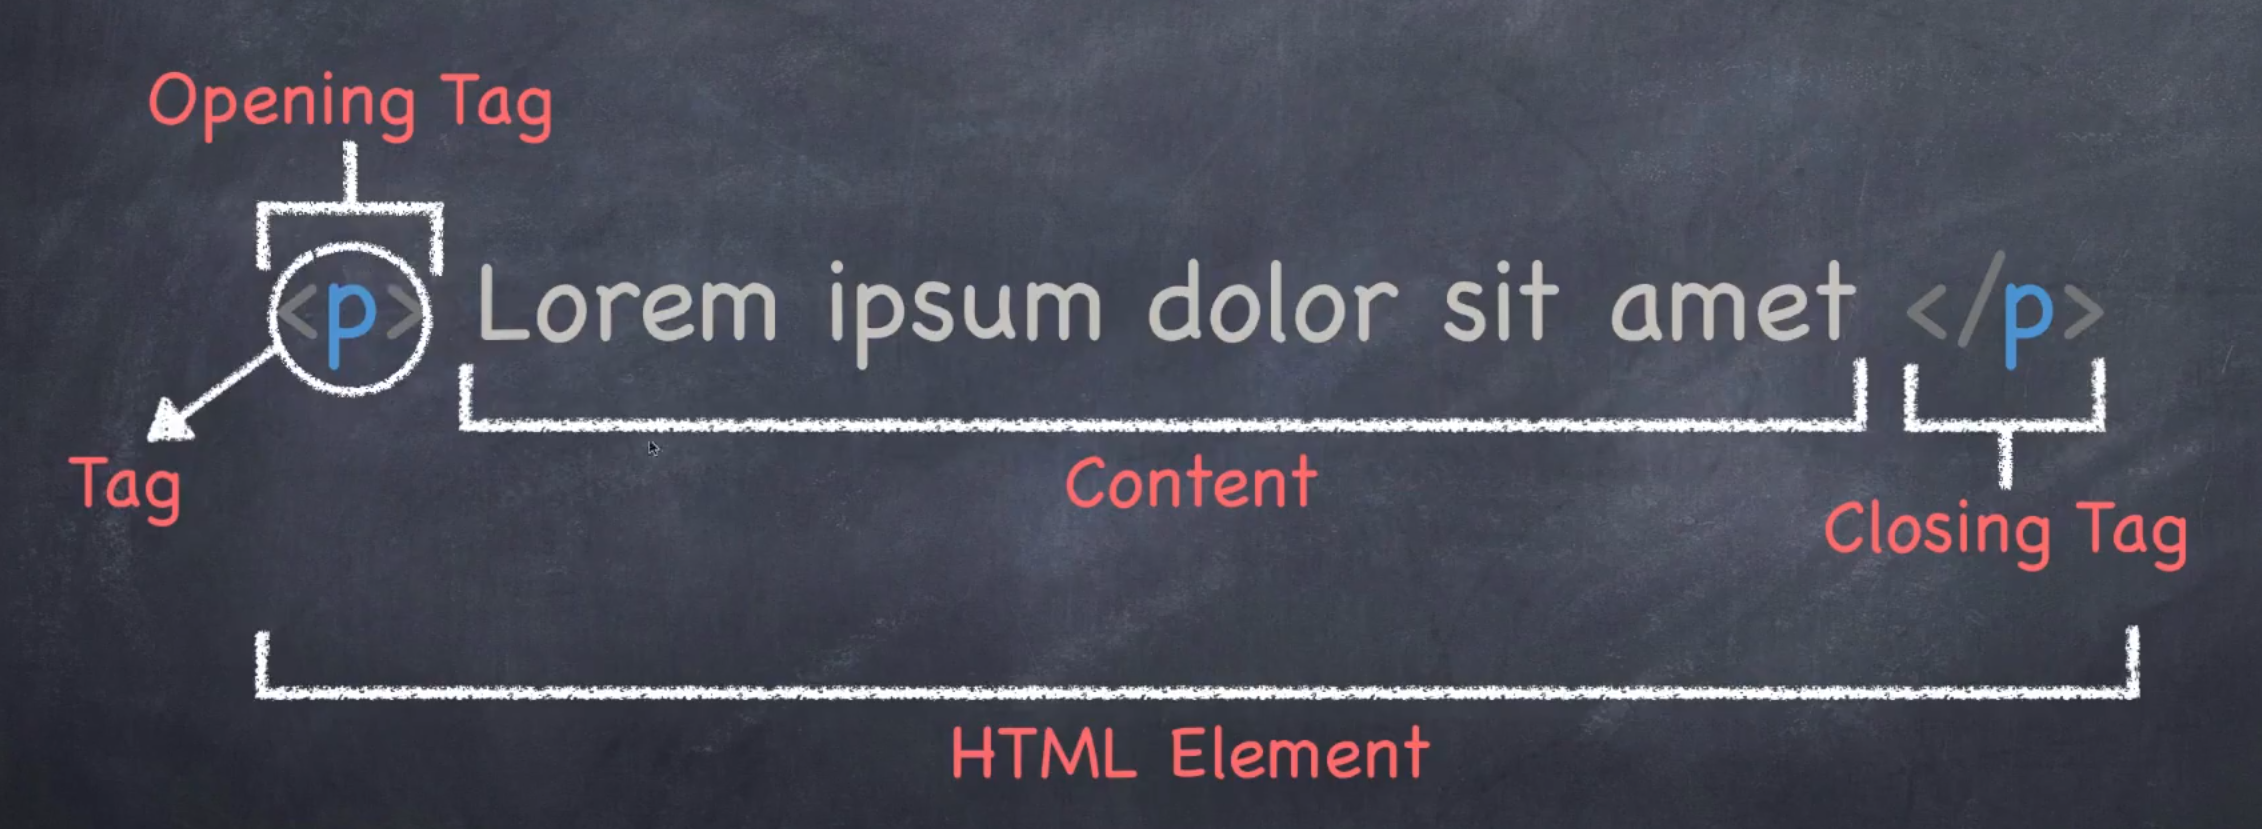 Opening Tag
<p> Lorem ipsum dolor sit amet </p>
Tag
Content
Closing Tag
HTML Element